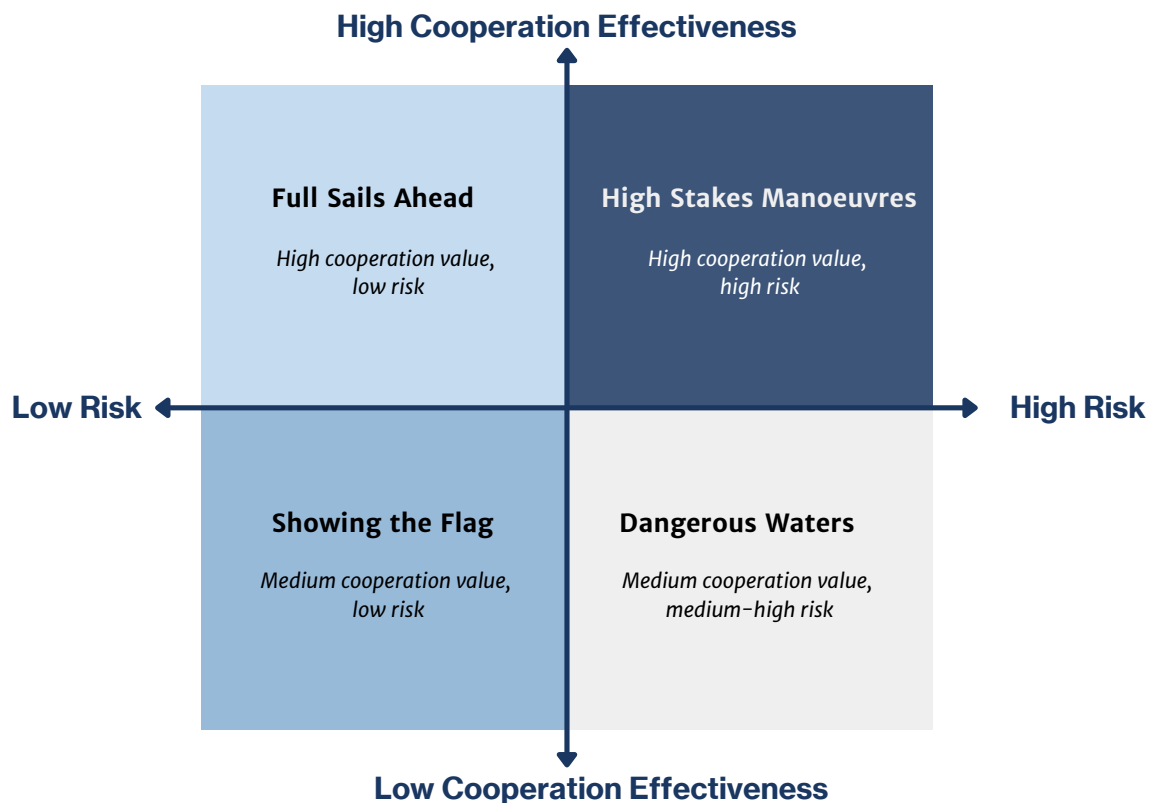 High Cooperation Effectiveness
Full Sails Ahead
High cooperation value,
low risk
High Stakes Manoeuvres
High cooperation value,
high risk
Low Risk
High Risk
Showing the Flag
Medium cooperation value,
low risk
Dangerous Waters
Medium cooperation value,
medium-high risk
Low Cooperation Effectiveness